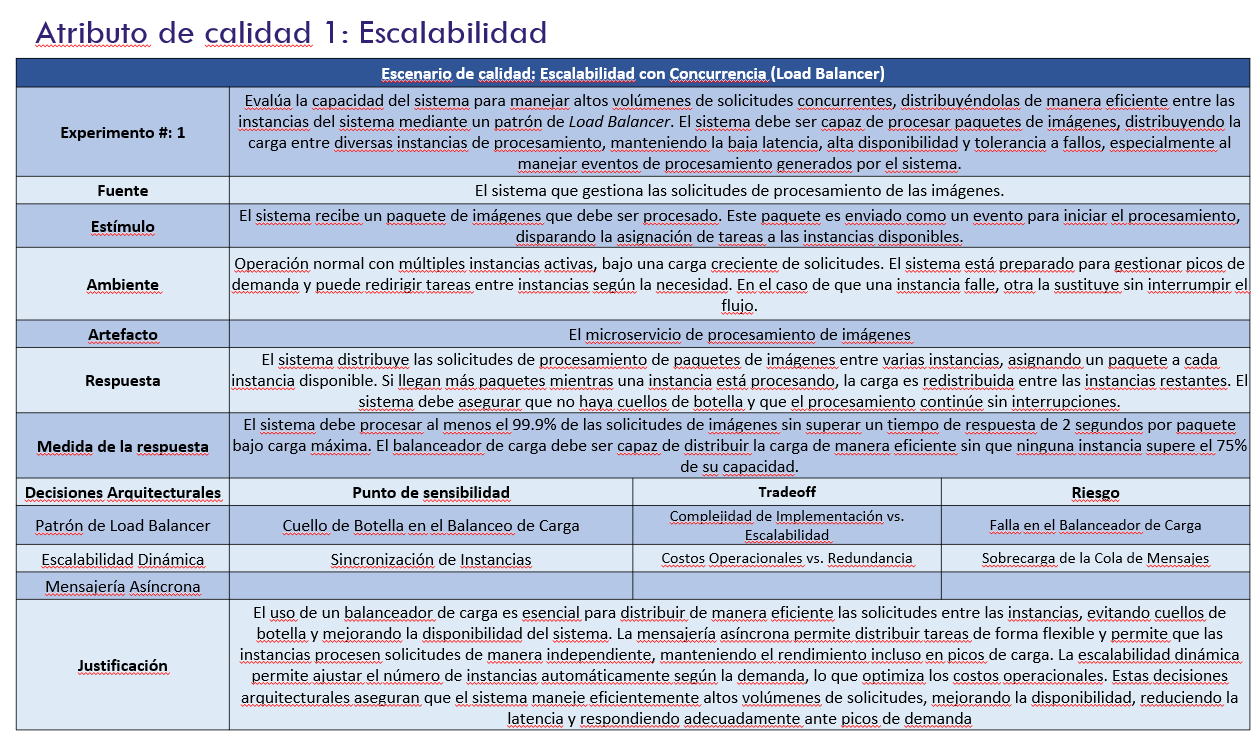 Atributo de calidad 1: Escalabilidad
Escenario de calidad: Escalabilidad con Concurrencia (Load Balancer)
Experimento #: 1
Evalúa la capacidad del sistema para manejar altos volúmenes de solicitudes concurrentes, distribuyéndolas de manera eficiente entre las
instancias del sistema mediante un patrón de Load Balancer. El sistema debe ser capaz de procesar paquetes de imágenes, distribuyendo la
carga entre diversas instancias de procesamiento, manteniendo la baja latencia, alta disponibilidad y tolerancia a fallos, especialmente al
manejar eventos de procesamiento generados por el sistema.
Fuente
El sistema que gestiona las solicitudes de procesamiento de las imágenes.
Estímulo
El sistema recibe un paquete de imágenes que debe ser procesado. Este paquete es enviado como un evento para iniciar el procesamiento,
disparando la asignación de tareas a las instancias disponibles.
Ambiente
Operación normal con múltiples instancias activas, bajo una carga creciente de solicitudes. El sistema está preparado para gestionar picos de
demanda y puede redirigir tareas entre instancias según la necesidad. En el caso de que una instancia falle, otra la sustituye sin interrumpir el
flujo.
Artefacto
El microservicio de procesamiento de imágenes
Respuesta
El sistema distribuye las solicitudes de procesamiento de paquetes de imágenes entre varias instancias, asignando un paquete a cada
instancia disponible. Si llegan más paquetes mientras una instancia está procesando, la carga es redistribuida entre las instancias restantes. El
sistema debe asegurar que no haya cuellos de botella y que el procesamiento continúe sin interrupciones.
Medida de la respuesta
El sistema debe procesar al menos el 99.9% de las solicitudes de imágenes sin superar un tiempo de respuesta de 2 segundos por paquete
bajo carga máxima. El balanceador de carga debe ser capaz de distribuir la carga de manera eficiente sin que ninguna instancia supere el 75%
de su capacidad.
Decisiones Arquitecturales
Punto de sensibilidad
Tradeoff
Riesgo
Patrón de Load Balancer
Cuello de Botella en el Balanceo de Carga
Complejidad de Implementación vs.
Escalabilidad
Falla en el Balanceador de Carga
Escalabilidad Dinámica
Sincronización de Instancias
Costos Operacionales vs. Redundancia
Sobrecarga de la Cola de Mensajes
Mensajería Asíncrona
Justificación
El uso de un balanceador de carga es esencial para distribuir de manera eficiente las solicitudes entre las instancias, evitando cuellos de
botella y mejorando la disponibilidad del sistema. La mensajería asíncrona permite distribuir tareas de forma flexible y permite que las
instancias procesen solicitudes de manera independiente, manteniendo el rendimiento incluso en picos de carga. La escalabilidad dinámica
permite ajustar el número de instancias automáticamente según la demanda, lo que optimiza los costos operacionales. Estas decisiones
arquitecturales aseguran que el sistema maneje eficientemente altos volúmenes de solicitudes, mejorando la disponibilidad, reduciendo la
latencia y respondiendo adecuadamente ante picos de demanda